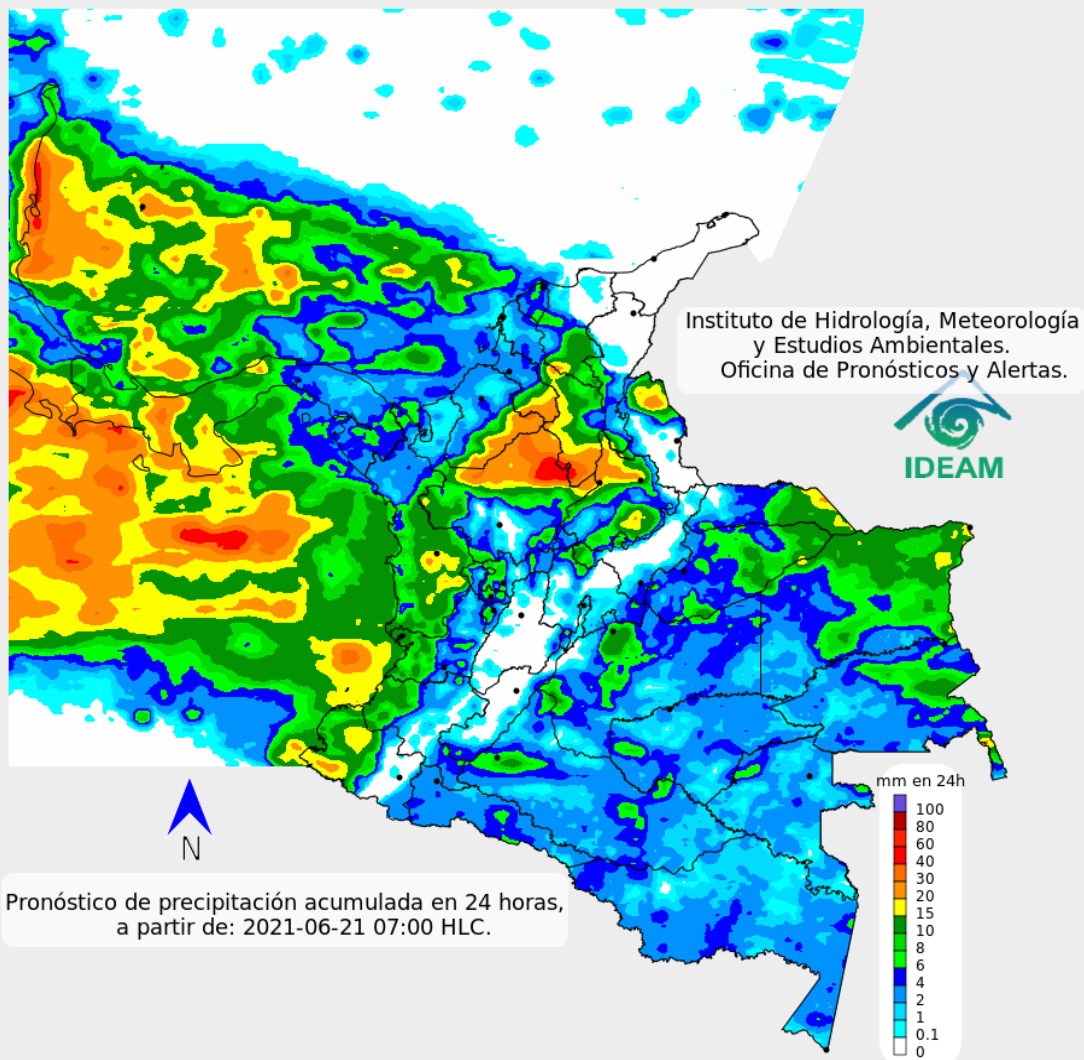 Instituto de Hidrología, Meteorología
y Estudios Ambientales.
Oficina de Pronósticos y Alertas.
IDEAM
mm en 24h
100
80
60
40
30
20
15
10
8
6
4
2
1
0.1
0
N
Pronóstico de precipitación acumulada en 24 horas,
a partir de: 2021-06-21 07:00 HLC.